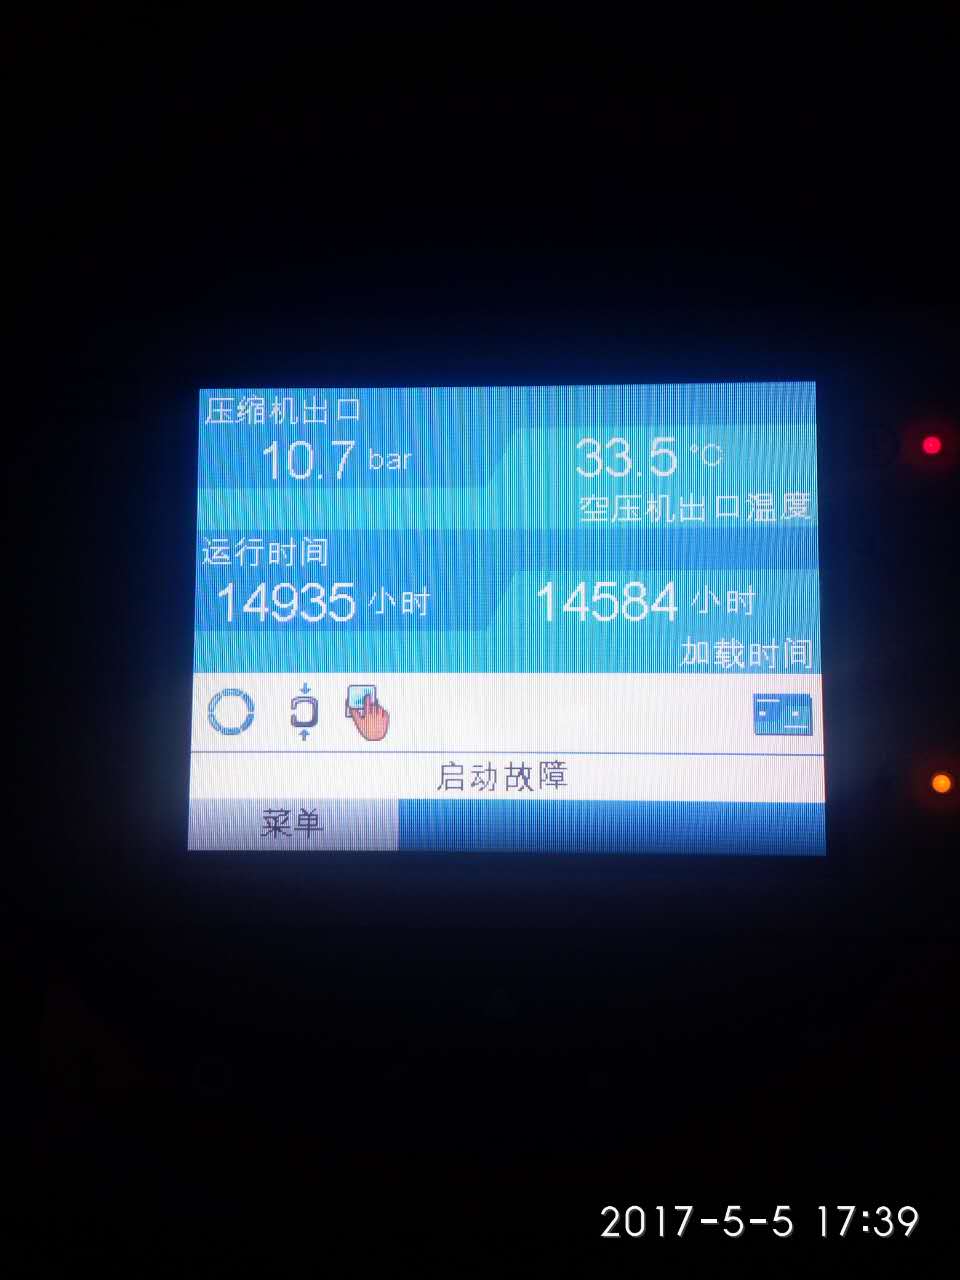 压缩机出口
10.7 bar
33.5 °C
空压机出口温度
运行时间
14935 小时
14584 小时
加载时间
启动故障
菜单
2017-5-5 17:39